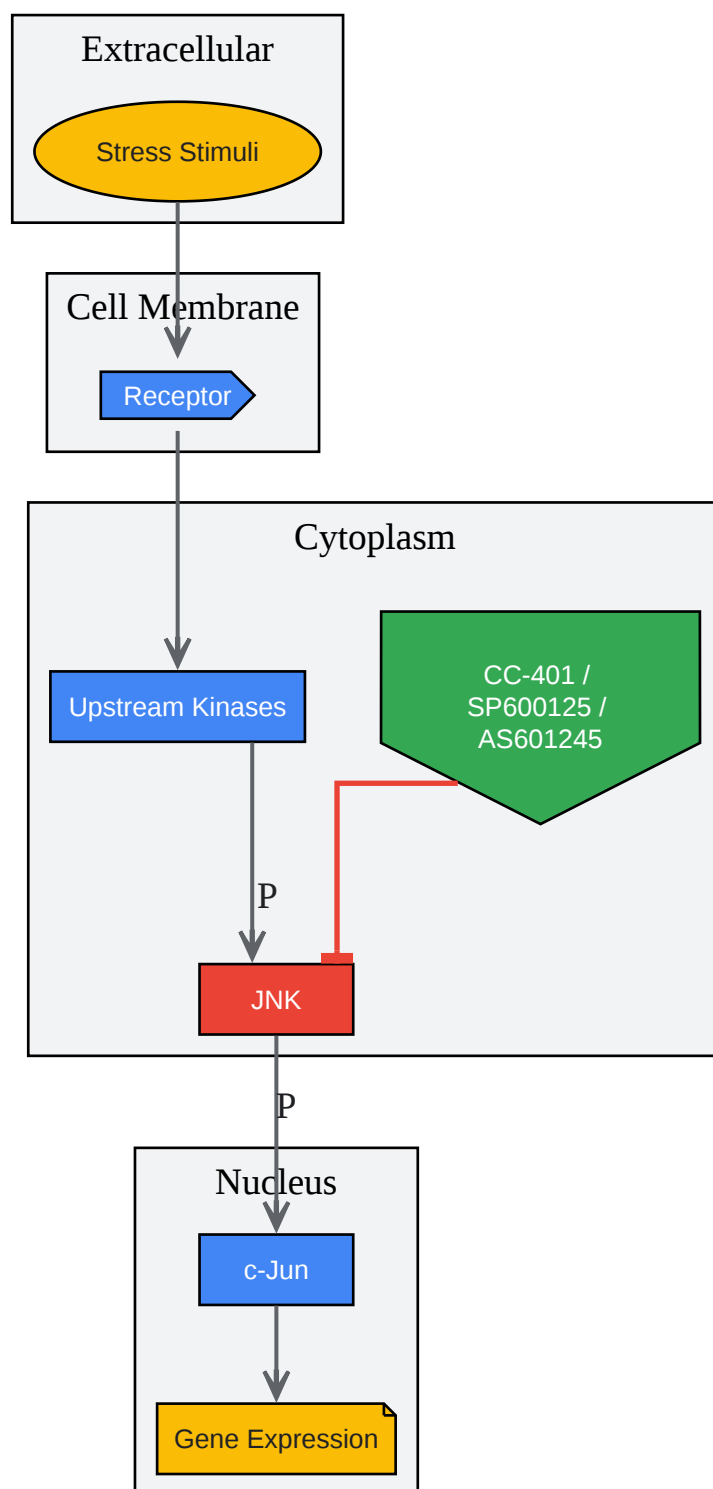 Extracellular
Stress Stimuli
Cell Membrane
Receptor
Cytoplasm
CC-401 /
SP600125 /
AS601245
Upstream Kinases
P
JNK
P
Nucleus
c-Jun
Gene Expression